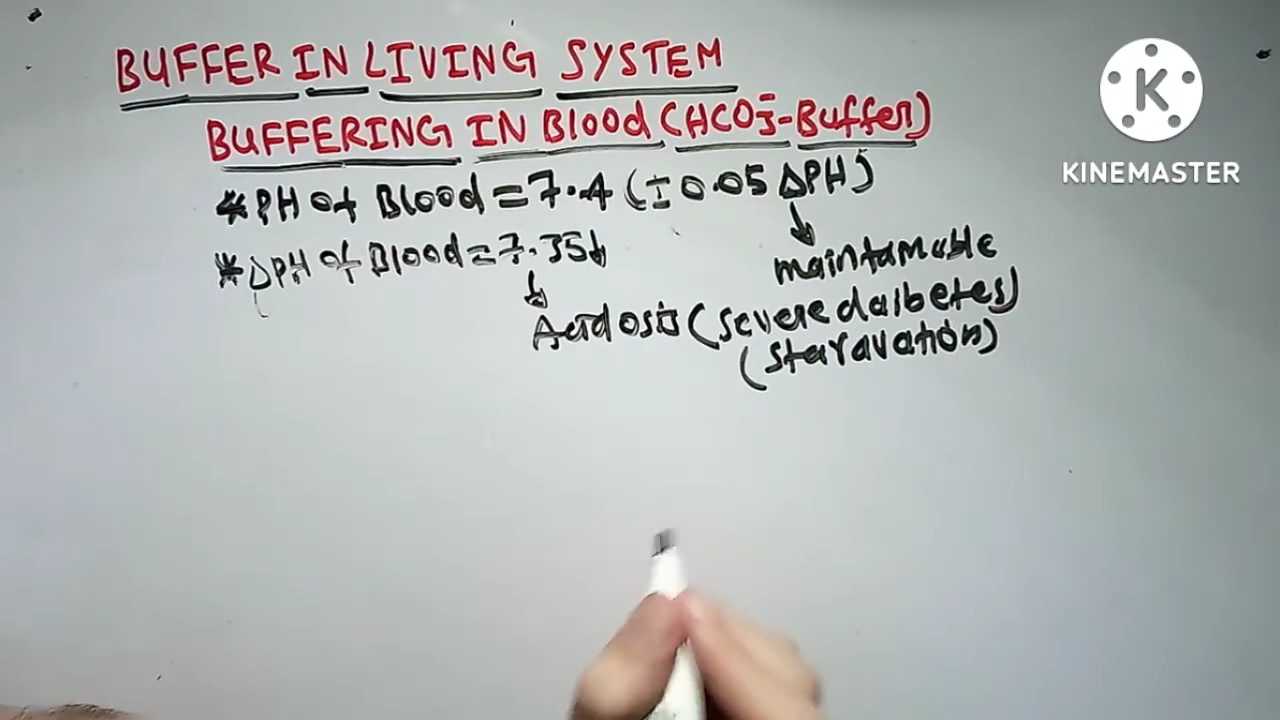 BUFFER IN LIVING SYSTEM
BUFFERING IN Blood (HCO3⁻-Buffer)
*PH of Blood = 7.4 (± 0.05 ΔPH)
maintamable
*ΔPH of Blood = 7.35↓
Acidosis (severe daibetes)
(staravation)
KINEMASTER